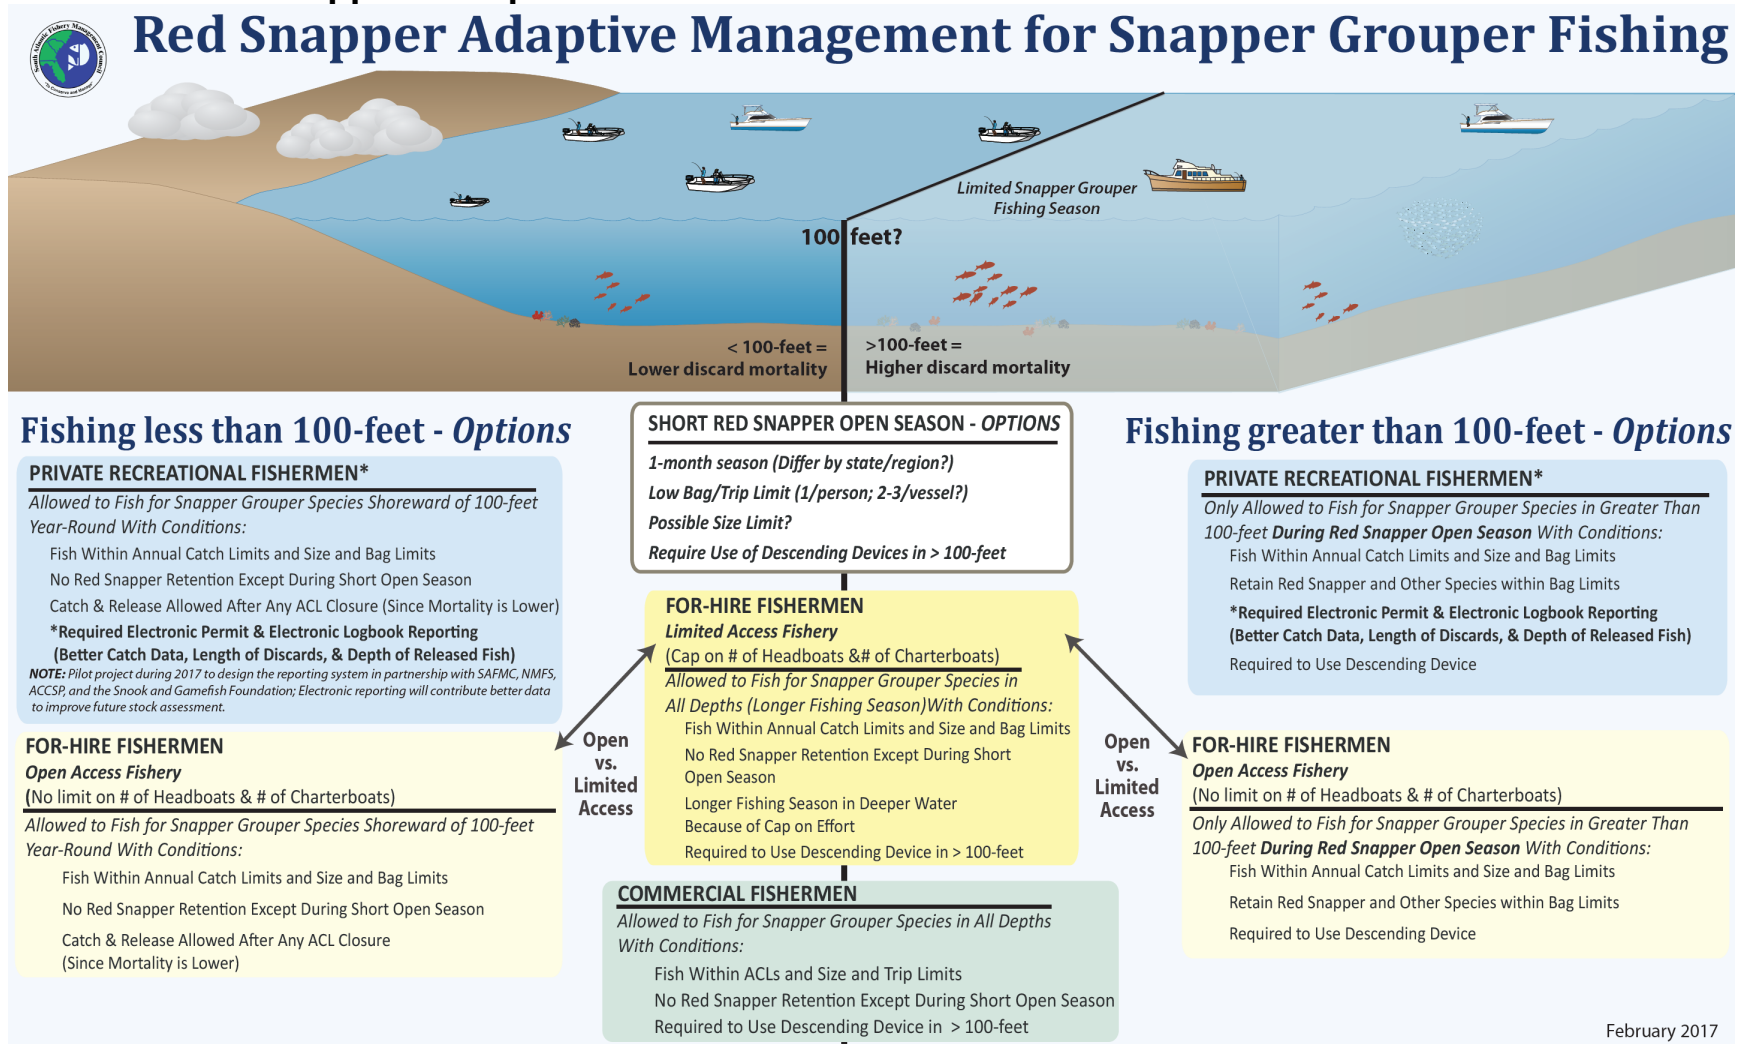 Red Snapper Adaptive Management for Snapper Grouper Fishing
South Atlantic Fishery Management Council
"To Conserve and Manage"
Limited Snapper Grouper
Fishing Season
100 feet?
< 100-feet =
Lower discard mortality
>100-feet =
Higher discard mortality
Fishing less than 100-feet - Options
PRIVATE RECREATIONAL FISHERMEN*
Allowed to Fish for Snapper Grouper Species Shoreward of 100-feet
Year-Round With Conditions:
Fish Within Annual Catch Limits and Size and Bag Limits
No Red Snapper Retention Except During Short Open Season
Catch & Release Allowed After Any ACL Closure (Since Mortality is Lower)
*Required Electronic Permit & Electronic Logbook Reporting
(Better Catch Data, Length of Discards, & Depth of Released Fish)
NOTE: Pilot project during 2017 to design the reporting system in partnership with SAFMC, NMFS,
ACCSP, and the Snook and Gamefish Foundation; Electronic reporting will contribute better data
to improve future stock assessment.
FOR-HIRE FISHERMEN
Open Access Fishery
(No limit on # of Headboats & # of Charterboats)
Allowed to Fish for Snapper Grouper Species Shoreward of 100-feet
Year-Round With Conditions:
Fish Within Annual Catch Limits and Size and Bag Limits
No Red Snapper Retention Except During Short Open Season
Catch & Release Allowed After Any ACL Closure
(Since Mortality is Lower)
SHORT RED SNAPPER OPEN SEASON - OPTIONS
1-month season (Differ by state/region?)
Low Bag/Trip Limit (1/person; 2-3/vessel?)
Possible Size Limit?
Require Use of Descending Devices in > 100-feet
FOR-HIRE FISHERMEN
Limited Access Fishery
(Cap on # of Headboats &# of Charterboats)
Allowed to Fish for Snapper Grouper Species in
All Depths (Longer Fishing Season)With Conditions:
Fish Within Annual Catch Limits and Size and Bag Limits
No Red Snapper Retention Except During Short
Open Season
Longer Fishing Season in Deeper Water
Because of Cap on Effort
Required to Use Descending Device in > 100-feet
Open
vs.
Limited
Access
Open
vs.
Limited
Access
COMMERCIAL FISHERMEN
Allowed to Fish for Snapper Grouper Species in All Depths
With Conditions:
Fish Within ACLs and Size and Trip Limits
No Red Snapper Retention Except During Short Open Season
Required to Use Descending Device in > 100-feet
Fishing greater than 100-feet - Options
PRIVATE RECREATIONAL FISHERMEN*
Only Allowed to Fish for Snapper Grouper Species in Greater Than
100-feet During Red Snapper Open Season With Conditions:
Fish Within Annual Catch Limits and Size and Bag Limits
Retain Red Snapper and Other Species within Bag Limits
*Required Electronic Permit & Electronic Logbook Reporting
(Better Catch Data, Length of Discards, & Depth of Released Fish)
Required to Use Descending Device
FOR-HIRE FISHERMEN
Open Access Fishery
(No limit on # of Headboats & # of Charterboats)
Only Allowed to Fish for Snapper Grouper Species in Greater Than
100-feet During Red Snapper Open Season With Conditions:
Fish Within Annual Catch Limits and Size and Bag Limits
Retain Red Snapper and Other Species within Bag Limits
Required to Use Descending Device
February 2017